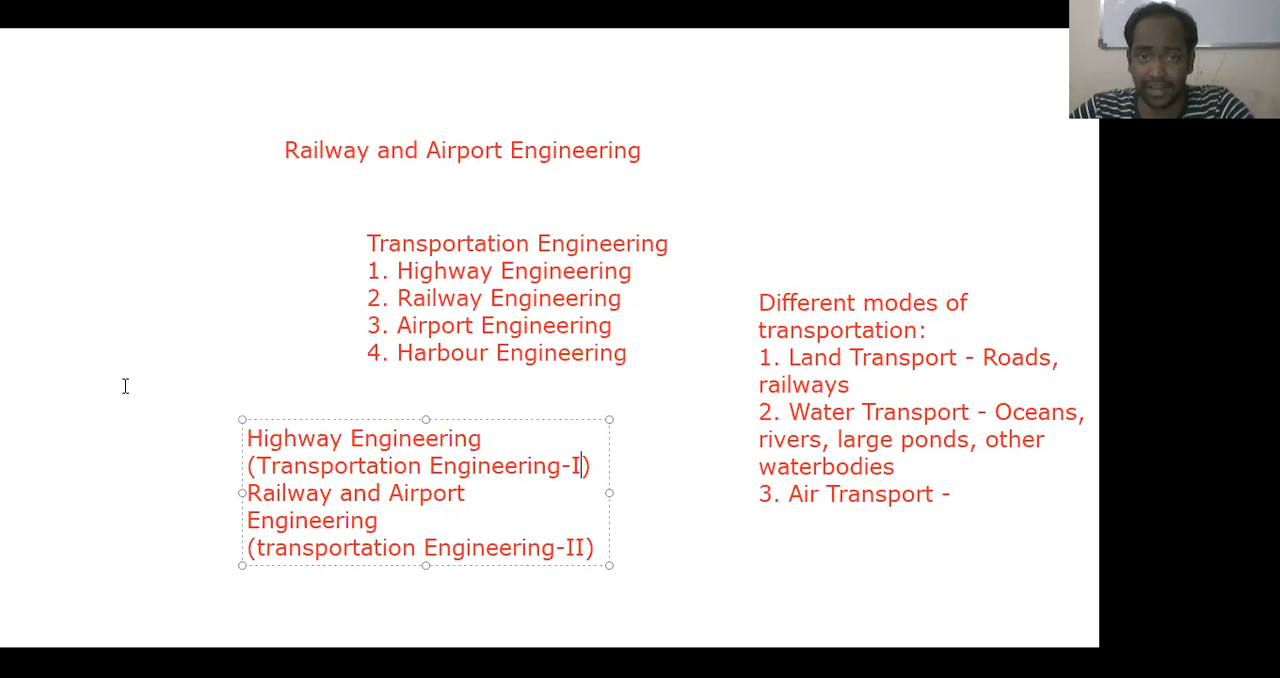 Railway and Airport Engineering
Transportation Engineering
1. Highway Engineering
2. Railway Engineering
3. Airport Engineering
4. Harbour Engineering
Different modes of
transportation:
1. Land Transport - Roads,
railways
2. Water Transport - Oceans,
rivers, large ponds, other
waterbodies
3. Air Transport -
Highway Engineering
(Transportation Engineering-I)
Railway and Airport
Engineering
(transportation Engineering-II)